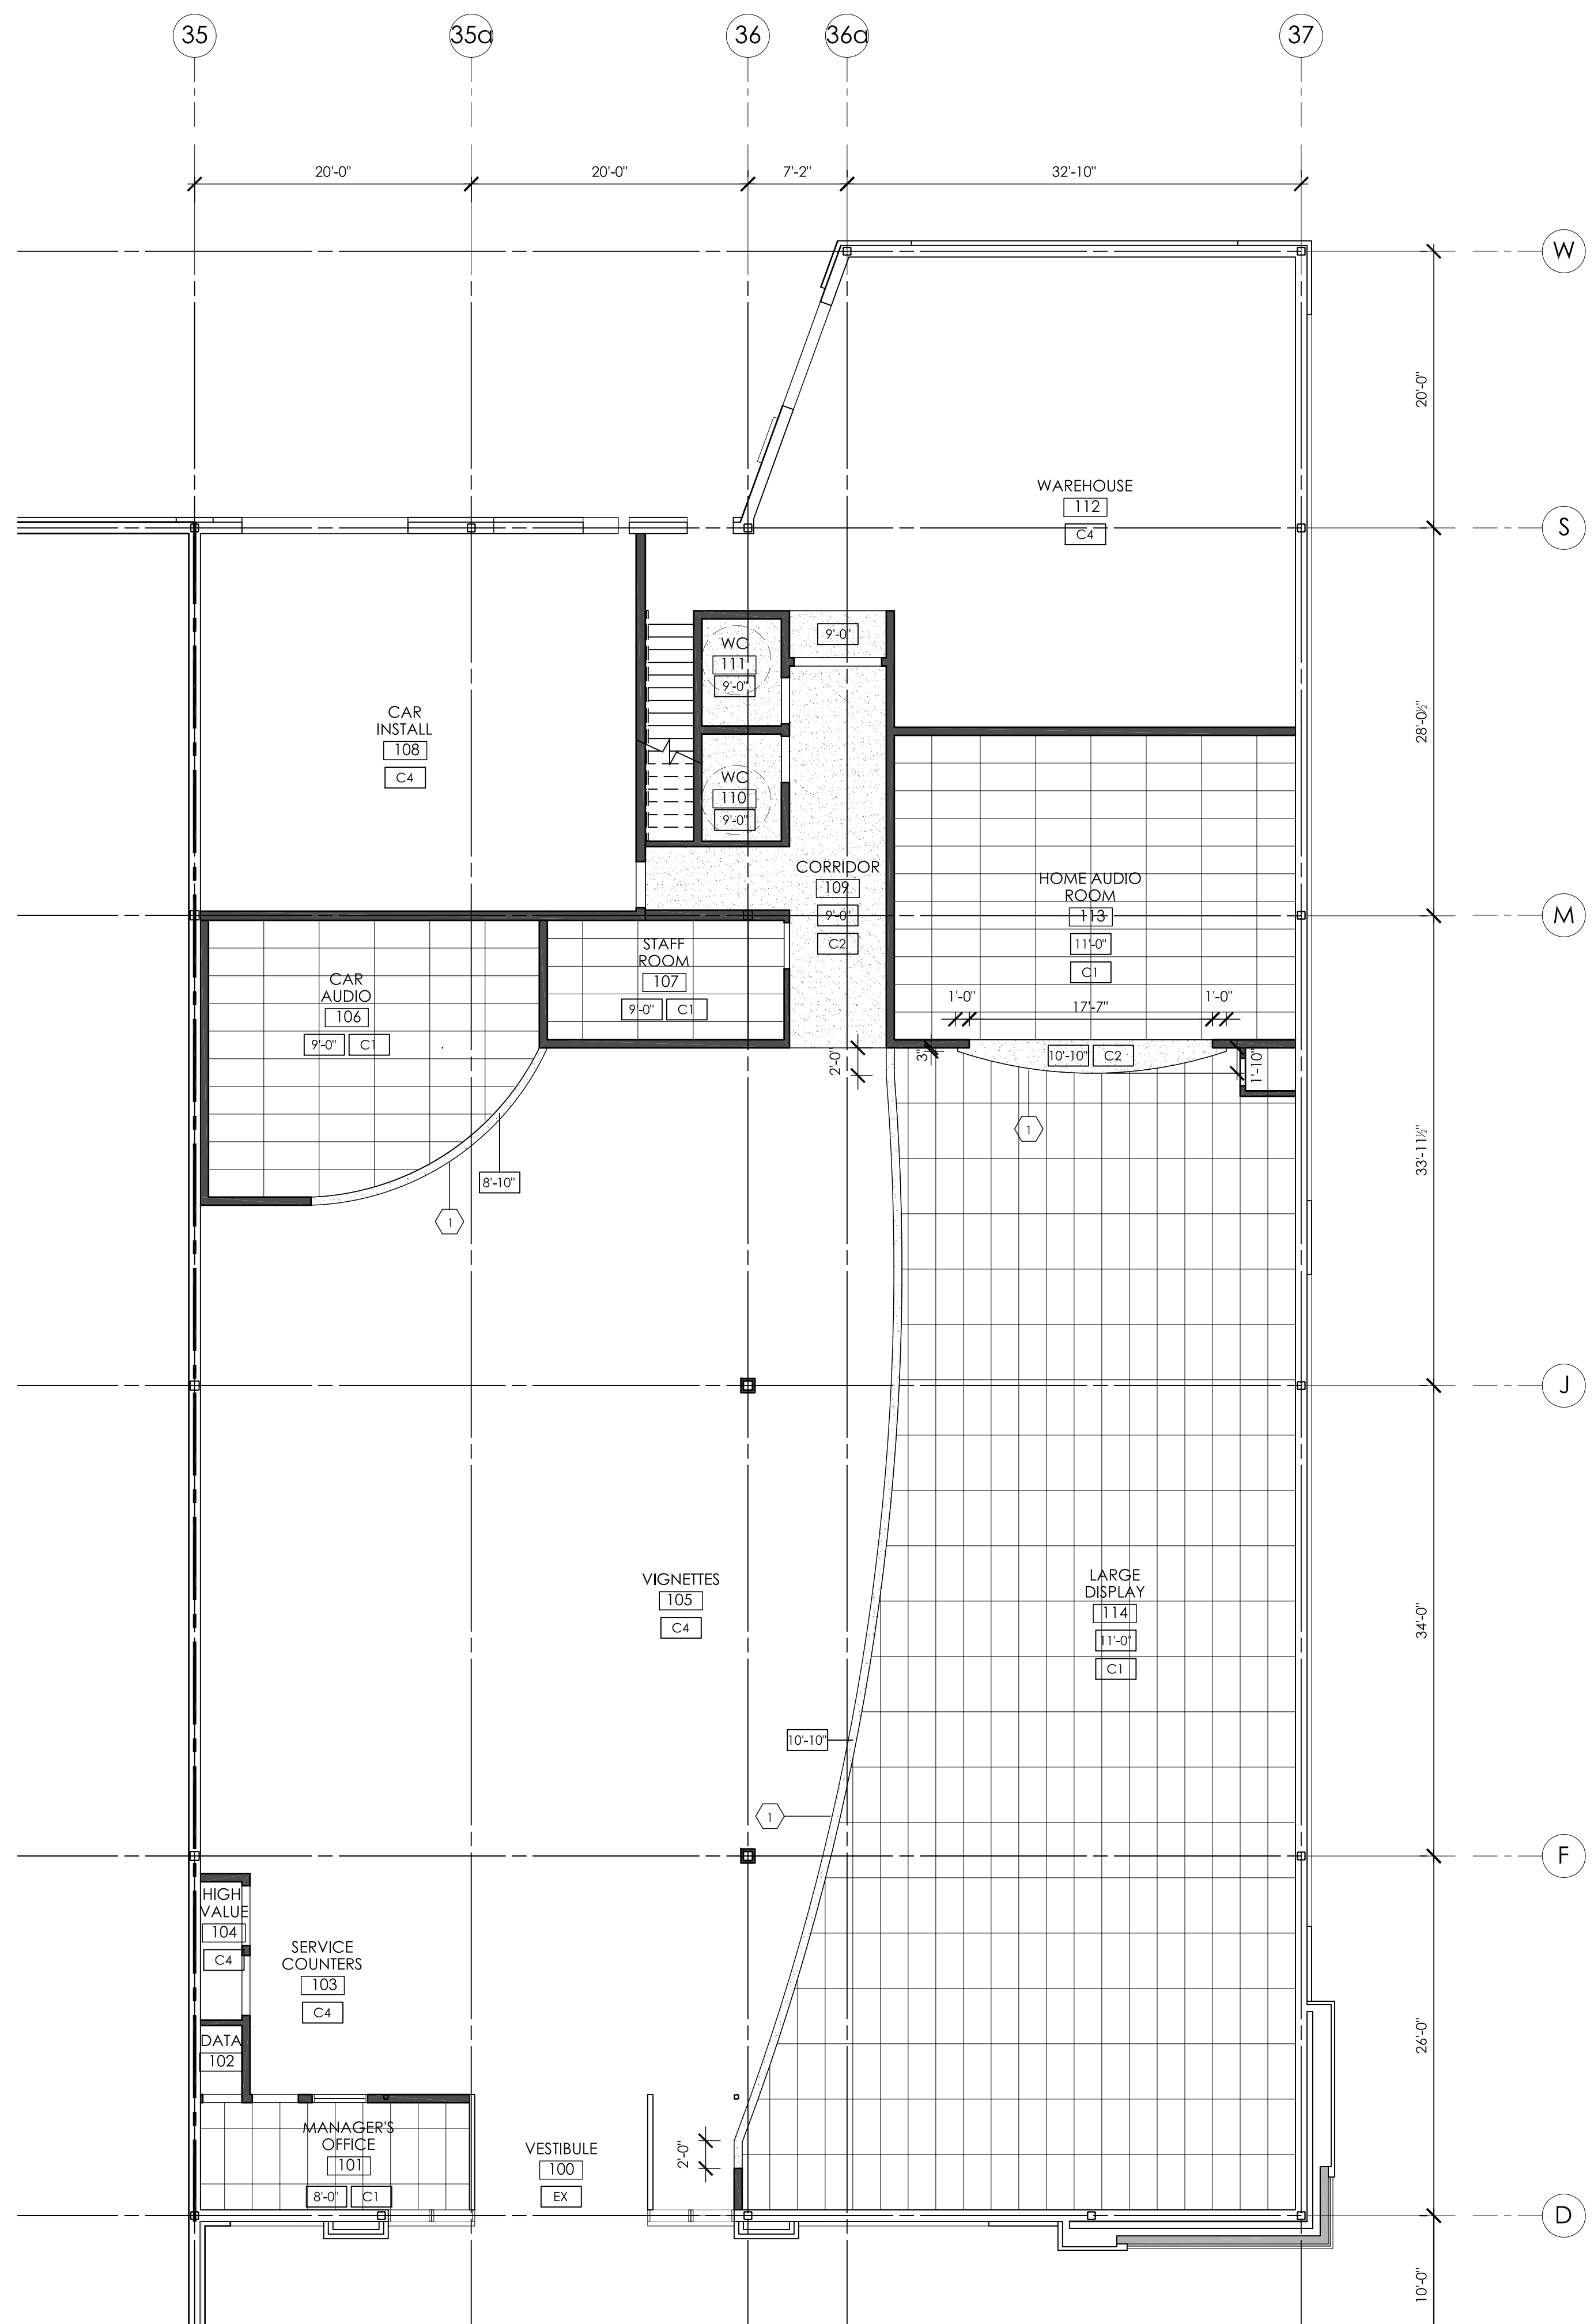 35
35a
36
36a
37
20'-0"
20'-0"
7'-2"
32'-10"
W
20'-0"
WAREHOUSE
112
C4
S
WC
111
9'-0"
9'-0"
CAR
INSTALL
108
C4
28'-0½"
WC
110
9'-0"
CORRIDOR
109
9'-0"
C2
HOME AUDIO
ROOM
113
11'-0"
C1
M
STAFF
ROOM
107
9'-0"
C1
CAR
AUDIO
106
9'-0"
C1
1'-0"
17'-7"
1'-0"
2'-0"
3"
10'-10"
C2
1'-10"
1
33'-11½"
8'-10"
1
J
VIGNETTES
105
C4
LARGE
DISPLAY
114
11'-0"
C1
34'-0"
10'-10"
1
F
HIGH
VALUE
104
C4
SERVICE
COUNTERS
103
C4
DATA
102
26'-0"
MANAGER'S
OFFICE
101
8'-0"
C1
VESTIBULE
100
EX
2'-0"
D
10'-0"